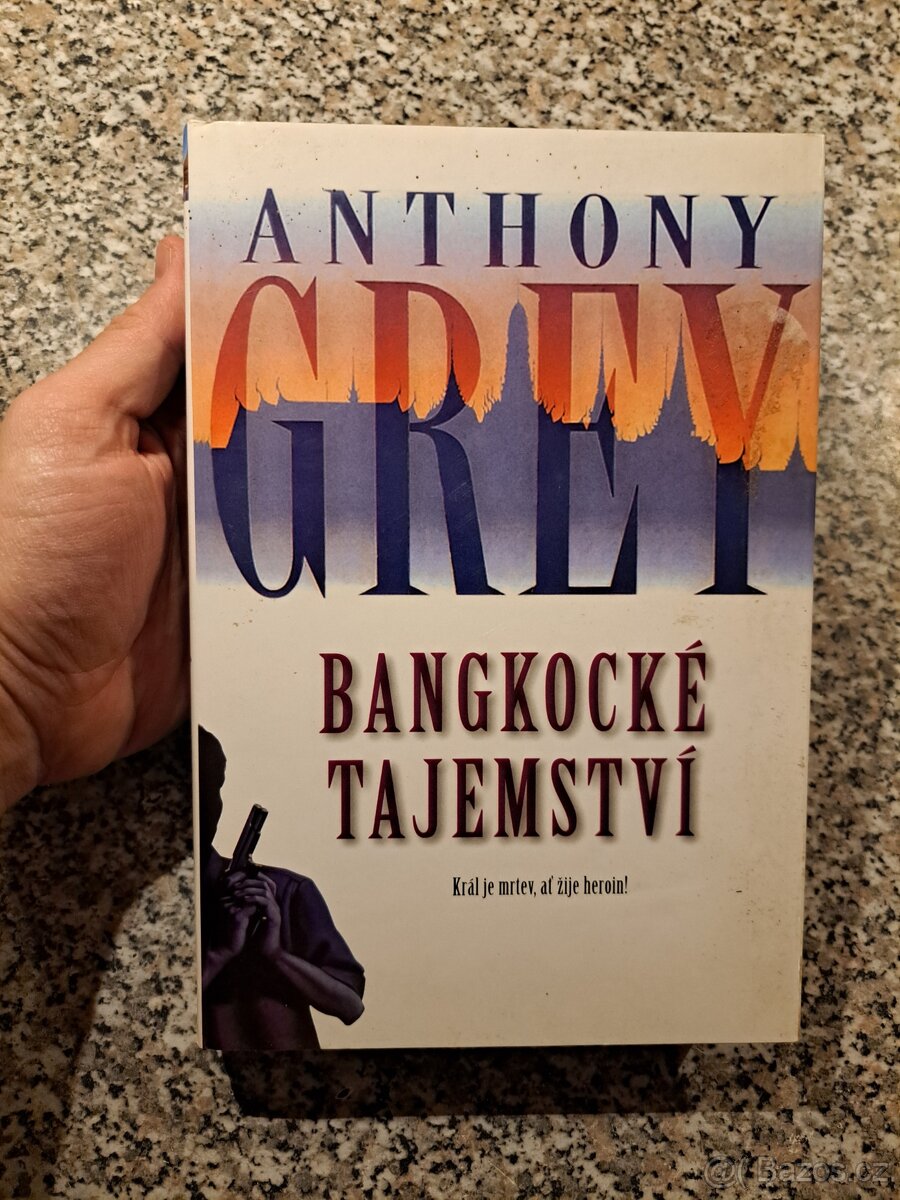 ANTHONY
GREY
BANGKOCKÉ
TAJEMSTVÍ
Král je mrtev, ať žije heroin!
@( Bazos.cz